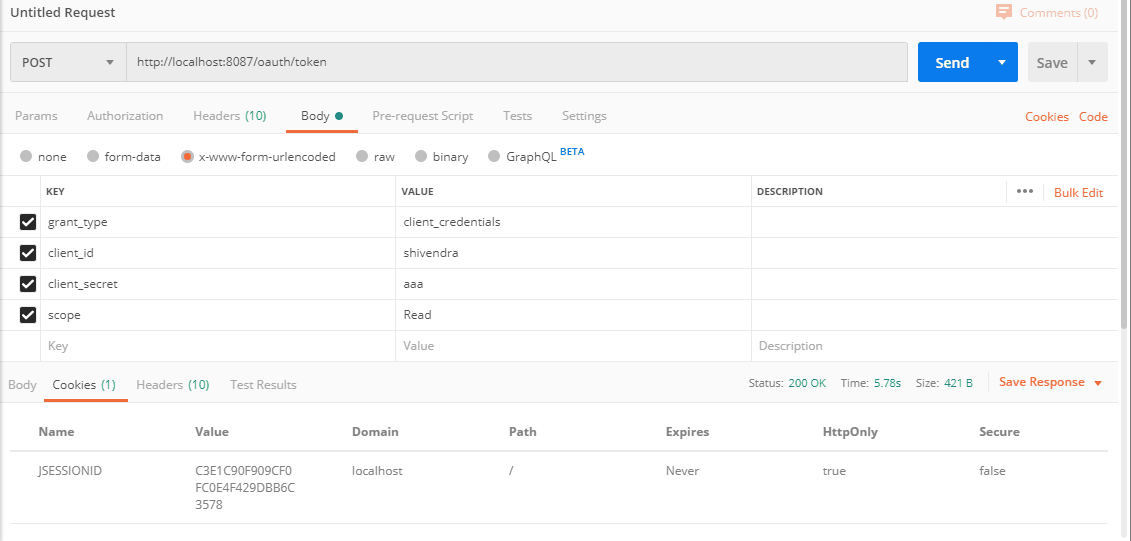 Untitled Request
Comments (0)
POST
http://localhost:8087/oauth/token
Send
Save
Params Authorization Headers (10) Body Pre-request Script Tests Settings Cookies Code
none form-data x-www-form-urlencoded raw binary GraphQL BETA
KEY VALUE DESCRIPTION ••• Bulk Edit
grant_type client_credentials
client_id shivendra
client_secret aaa
scope Read
Key Value Description
Body Cookies (1) Headers (10) Test Results Status: 200 OK Time: 5.78s Size: 421 B Save Response
Name Value Domain Path Expires HttpOnly Secure
JSESSIONID C3E1C90F909CF0 localhost / Never true false
FC0E4F429DBB6C
3578